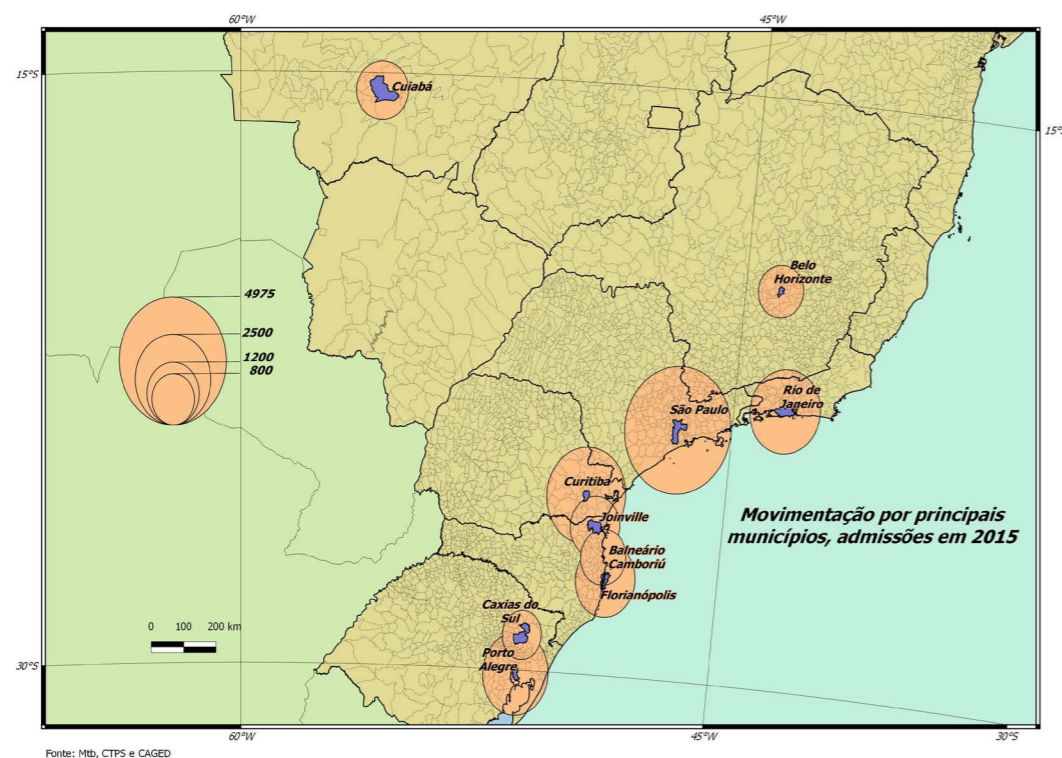 60°W
45°W
15°S
Cuiabá
Belo
Horizonte
4975
2500
1200
800
Rio de
Janeiro
São Paulo
Curitiba
Joinville
Movimentação por principais
municípios, admissões em 2015
Balneário
Camboriú
Florianópolis
Caxias do
Sul
0 100 200 km
Porto
Alegre
30°S
60°W
45°W
30°S
Fonte: Mtb, CTPS e CAGED